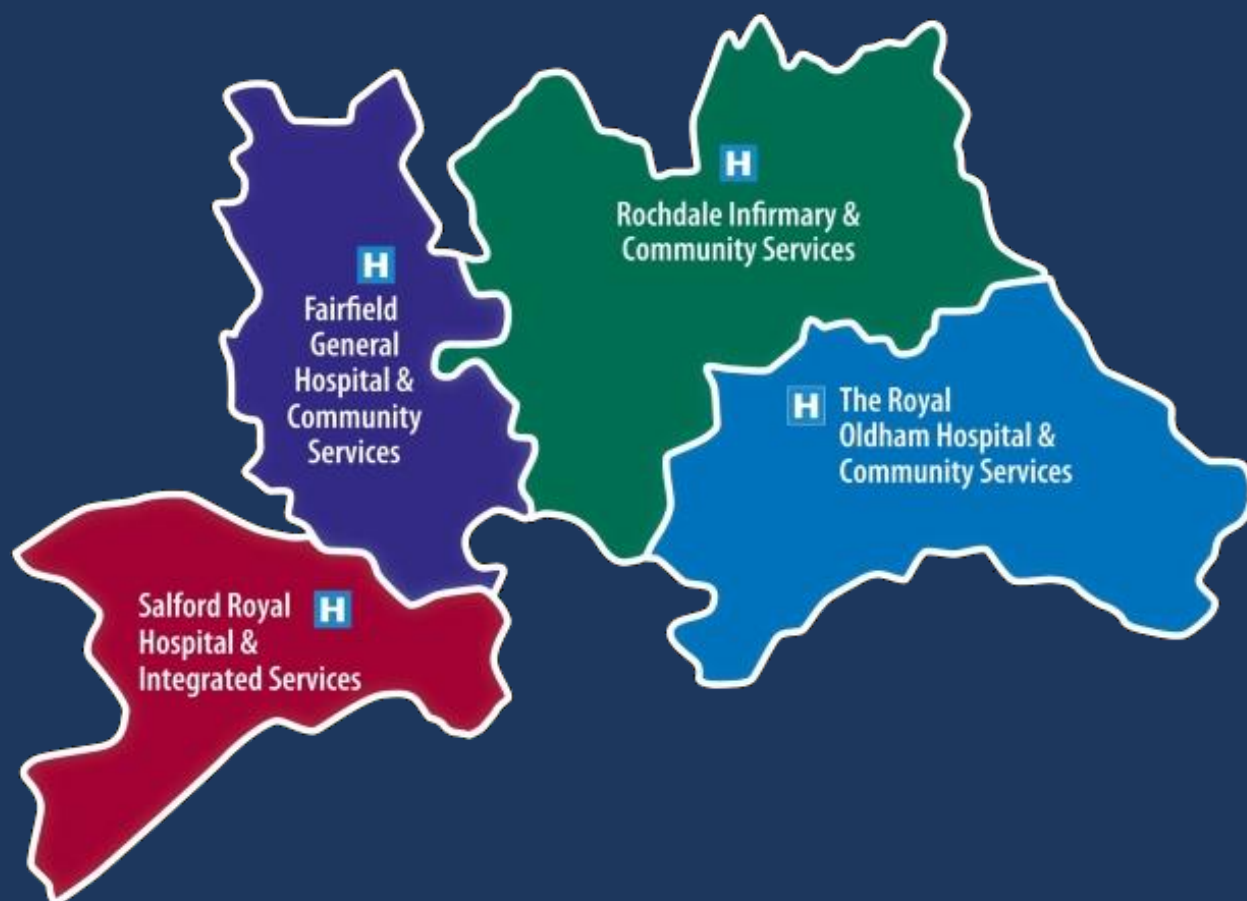 H
Rochdale Infirmary &
Community Services
H
Fairfield
General
Hospital &
Community
Services
H
The Royal
Oldham Hospital &
Community Services
H
Salford Royal
Hospital &
Integrated Services